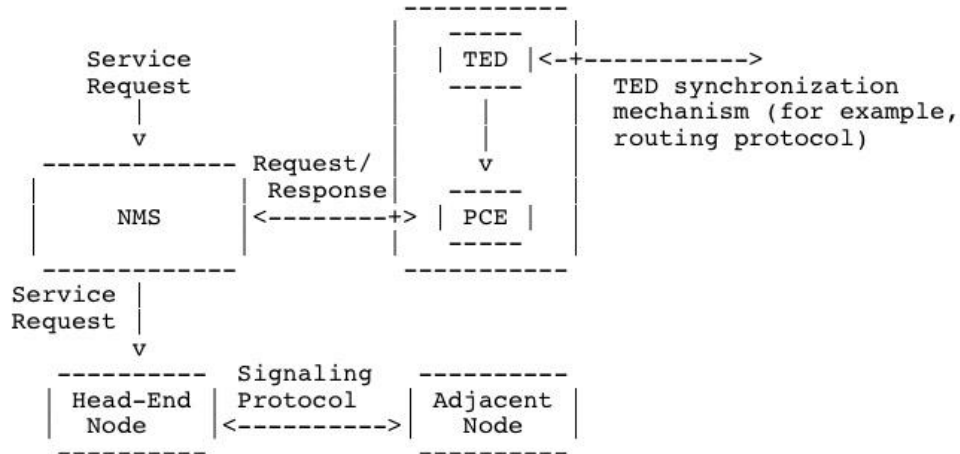 TED
Service
Request
TED synchronization
mechanism (for example,
routing protocol)
Request/
Response
NMS
PCE
Service
Request
Signaling
Protocol
Head-End
Node
Adjacent
Node